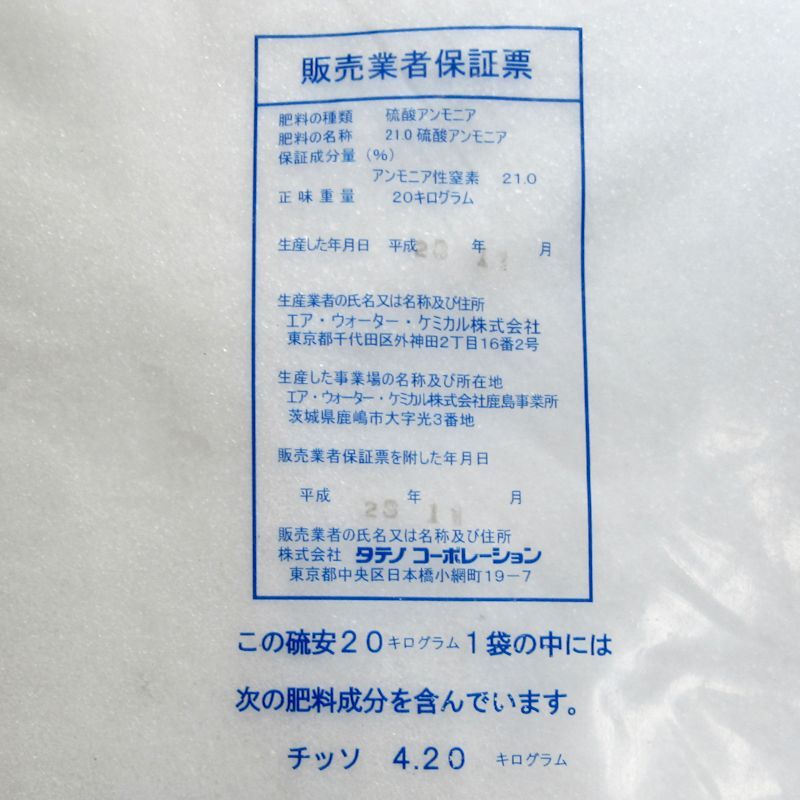 販売業者保証票
肥料の種類 硫酸アンモニア
肥料の名称 21.0 硫酸アンモニア
保証成分量 (%)
アンモニア性窒素 21.0
正味重量 20キログラム
生産した年月日 平成 年 月
生産業者の氏名又は名称及び住所
エア・ウォーター・ケミカル株式会社
東京都千代田区外神田2丁目16番2号
生産した事業場の名称及び所在地
エア・ウォーター・ケミカル株式会社鹿島事業所
茨城県鹿嶋市大字光3番地
販売業者保証票を附した年月日
平成 年 月
販売業者の氏名又は名称及び住所
株式会社 タテノ コーポレーション
東京都中央区日本橋小網町19-7
この硫安20キログラム1袋の中には
次の肥料成分を含んでいます。
チッソ 4.20 キログラム